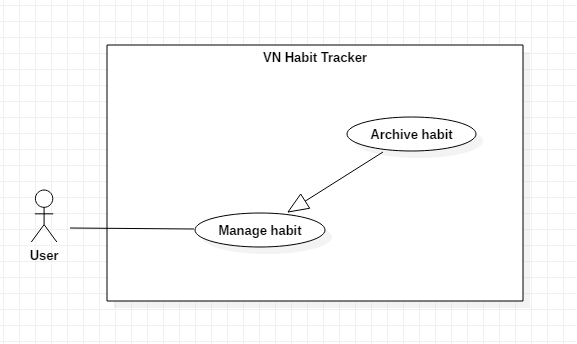 VN Habit Tracker
Archive habit
Manage habit
User